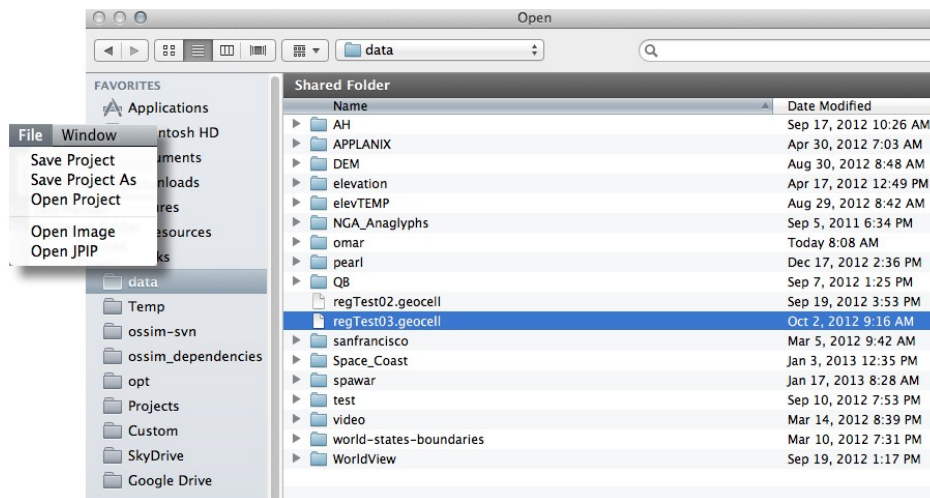 Open
data
FAVORITES
Applications
ntosh HD
uments
nloads
res
esources
ks
data
Temp
ossim-svn
ossim_dependencies
opt
Projects
Custom
SkyDrive
Google Drive
File Window
Save Project
Save Project As
Open Project
Open Image
Open JPIP
Shared Folder
Name Date Modified
AH Sep 17, 2012 10:26 AM
APPLANIX Apr 30, 2012 7:03 AM
DEM Aug 30, 2012 8:48 AM
elevation Apr 17, 2012 12:49 PM
elevTEMP Aug 29, 2012 8:42 AM
NGA_Anaglyphs Sep 5, 2011 6:34 PM
omar Today 8:08 AM
pearl Dec 17, 2012 2:36 PM
QB Sep 7, 2012 1:25 PM
regTest02.geocell Sep 19, 2012 3:53 PM
regTest03.geocell Oct 2, 2012 9:16 AM
sanfrancisco Mar 5, 2012 9:42 AM
Space_Coast Jan 3, 2013 12:35 PM
spawar Jan 17, 2013 8:28 AM
test Sep 10, 2012 7:53 PM
video Mar 14, 2012 8:39 PM
world-states-boundaries Mar 10, 2012 7:31 PM
WorldView Sep 19, 2012 1:17 PM